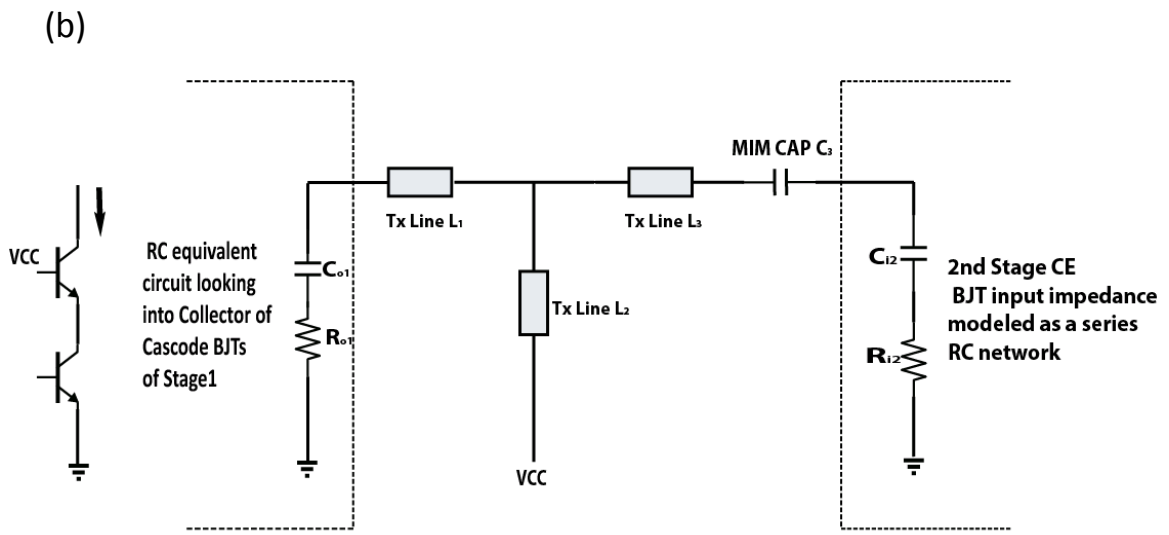 (b)
MIM CAP C₃
Tx Line L₁
Tx Line L₃
VCC
RC equivalent
circuit looking
into Collector of
Cascode BJTs
of Stage1
Cₒ₁
Rₒ₁
Tx Line L₂
Cᵢ₂
Rᵢ₂
2nd Stage CE
BJT input impedance
modeled as a series
RC network
VCC